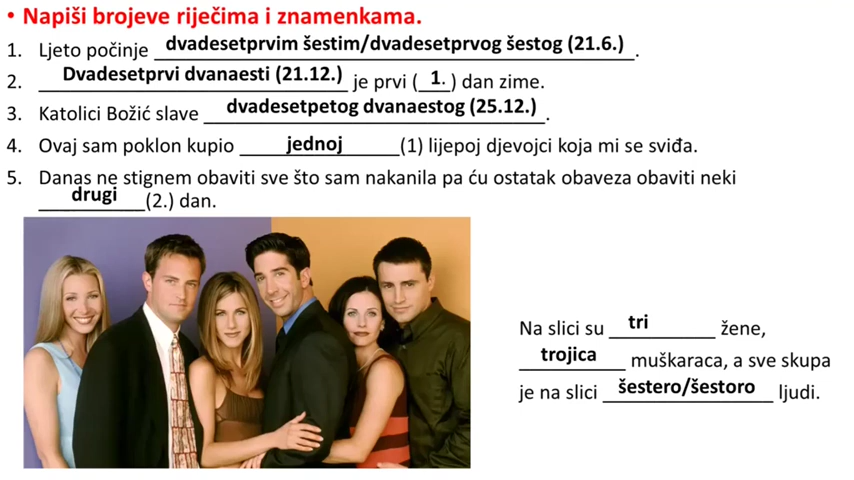 • Napiši brojeve riječima i znamenkama.
1. Ljeto počinje dvadesetprvim šestim/dvadesetprvog šestog (21.6.).
2. Dvadesetprvi dvanaesti (21.12.) je prvi (1.) dan zime.
3. Katolici Božić slave dvadesetpetog dvanaestog (25.12.).
4. Ovaj sam poklon kupio jednoj (1) lijepoj djevojci koja mi se sviđa.
5. Danas ne stignem obaviti sve što sam nakanila pa ću ostatak obaveza obaviti neki
drugi (2.) dan.
Na slici su tri žene,
trojica muškaraca, a sve skupa
je na slici šestero/šestoro ljudi.